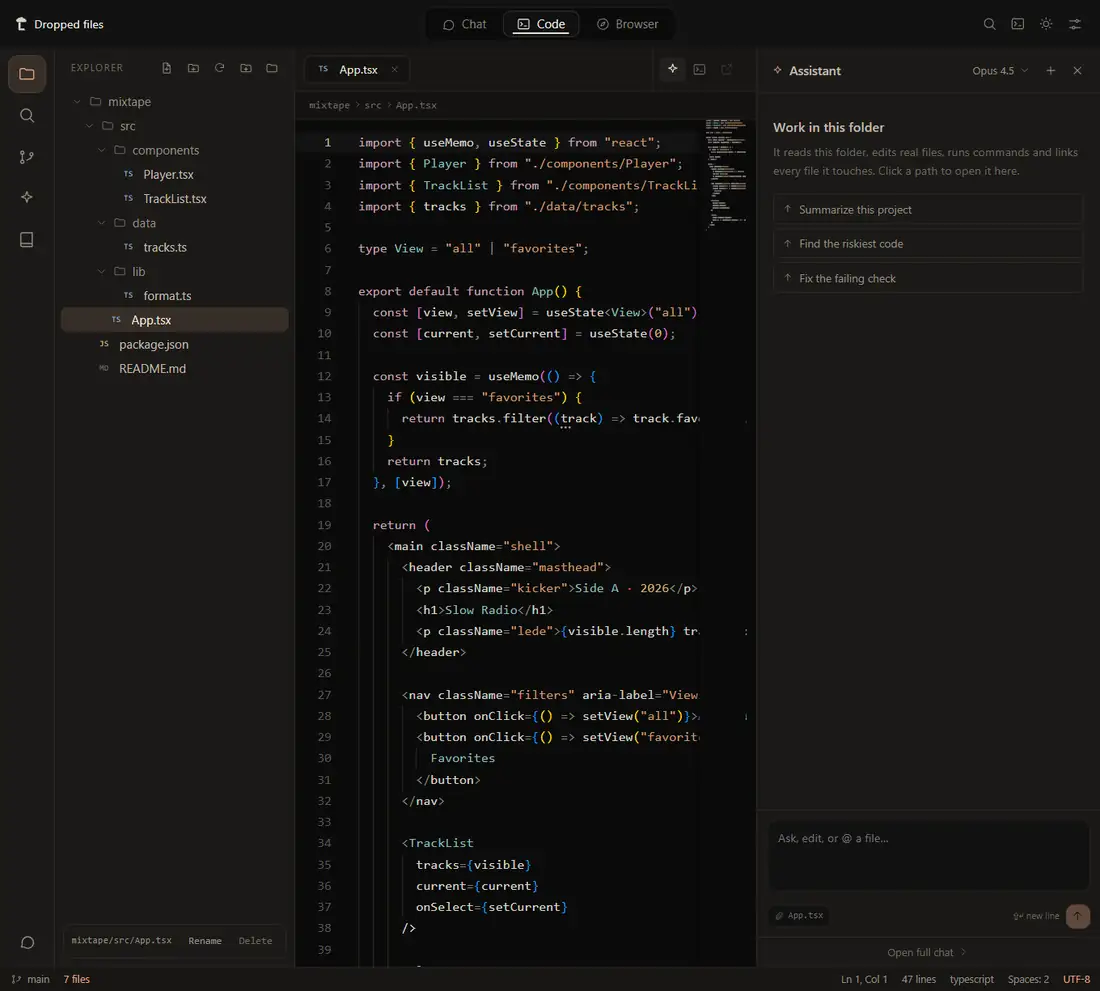 Dropped files
Chat
Code
Browser
EXPLORER
mixtape
src
components
TS Player.tsx
TS TrackList.tsx
data
TS tracks.ts
lib
TS format.ts
TS App.tsx
JS package.json
MD README.md
mixtape/src/App.tsx Rename Delete
TS App.tsx
mixtape > src > App.tsx
1 import { useMemo, useState } from "react";
2 import { Player } from "./components/Player";
3 import { TrackList } from "./components/TrackLi
4 import { tracks } from "./data/tracks";
5
6 type View = "all" | "favorites";
7
8 export default function App() {
9 const [view, setView] = useState<View>("all")
10 const [current, setCurrent] = useState(0);
11
12 const visible = useMemo(() => {
13 if (view === "favorites") {
14 return tracks.filter((track) => track.fav
15 }
16 return tracks;
17 }, [view]);
18
19 return (
20 <main className="shell">
21 <header className="masthead">
22 <p className="kicker">Side A · 2026</p>
23 <h1>Slow Radio</h1>
24 <p className="lede">{visible.length} tr
25 </header>
26
27 <nav className="filters" aria-label="View
28 <button onClick={() => setView("all")}>
29 <button onClick={() => setView("favorit
30 Favorites
31 </button>
32 </nav>
33
34 <TrackList
35 tracks={visible}
36 current={current}
37 onSelect={setCurrent}
38 />
39
Assistant
Opus 4.5
Work in this folder
It reads this folder, edits real files, runs commands and links
every file it touches. Click a path to open it here.
Summarize this project
Find the riskiest code
Fix the failing check
Ask, edit, or @ a file...
App.tsx
new line
Open full chat
main 7 files
Ln 1, Col 1 47 lines typescript Spaces: 2 UTF-8